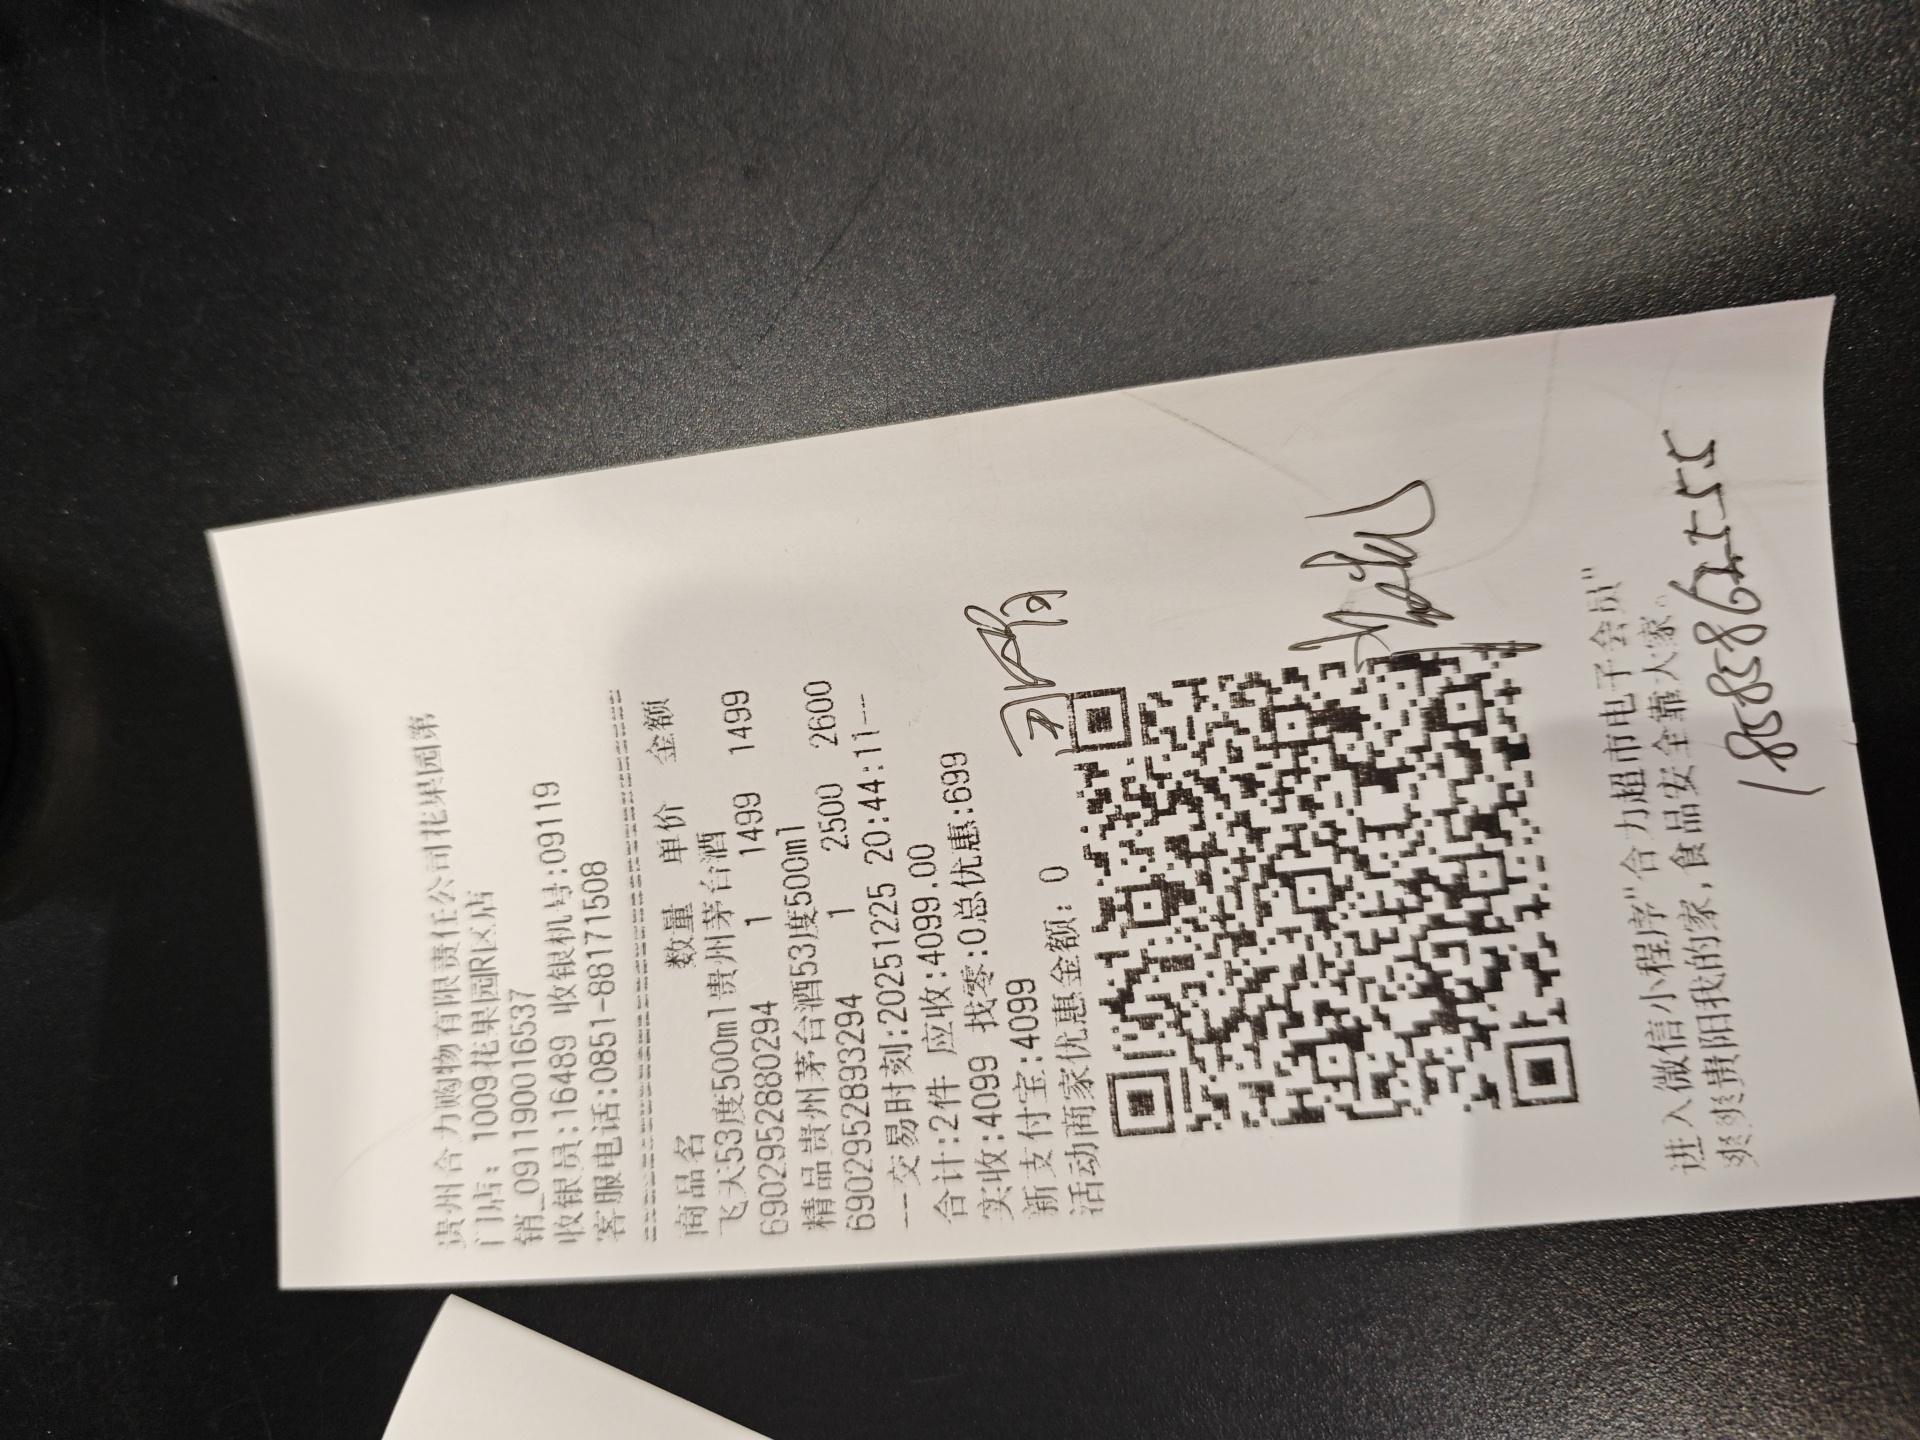 贵州合力购物有限责任公司花果园第
门店: 1009花果园R区店
销_0911900016537
收银员:16489 收银机号:09119
客服电话:0851-88171508
商品名 数量 单价 金额
飞天53度500ml贵州茅台酒
6902952880294 1 1499 1499
精品贵州茅台酒53度500ml
6902952893294 1 2500 2600
---交易时刻:20251225 20:44:11---
合计:2件 应收:4099.00
实收:4099 找零:0总优惠:699
新支付宝:4099
活动商家优惠金额: 0
进入微信小程序"合力超市电子会员"
爽爽贵阳我的家,食品安全靠大家。